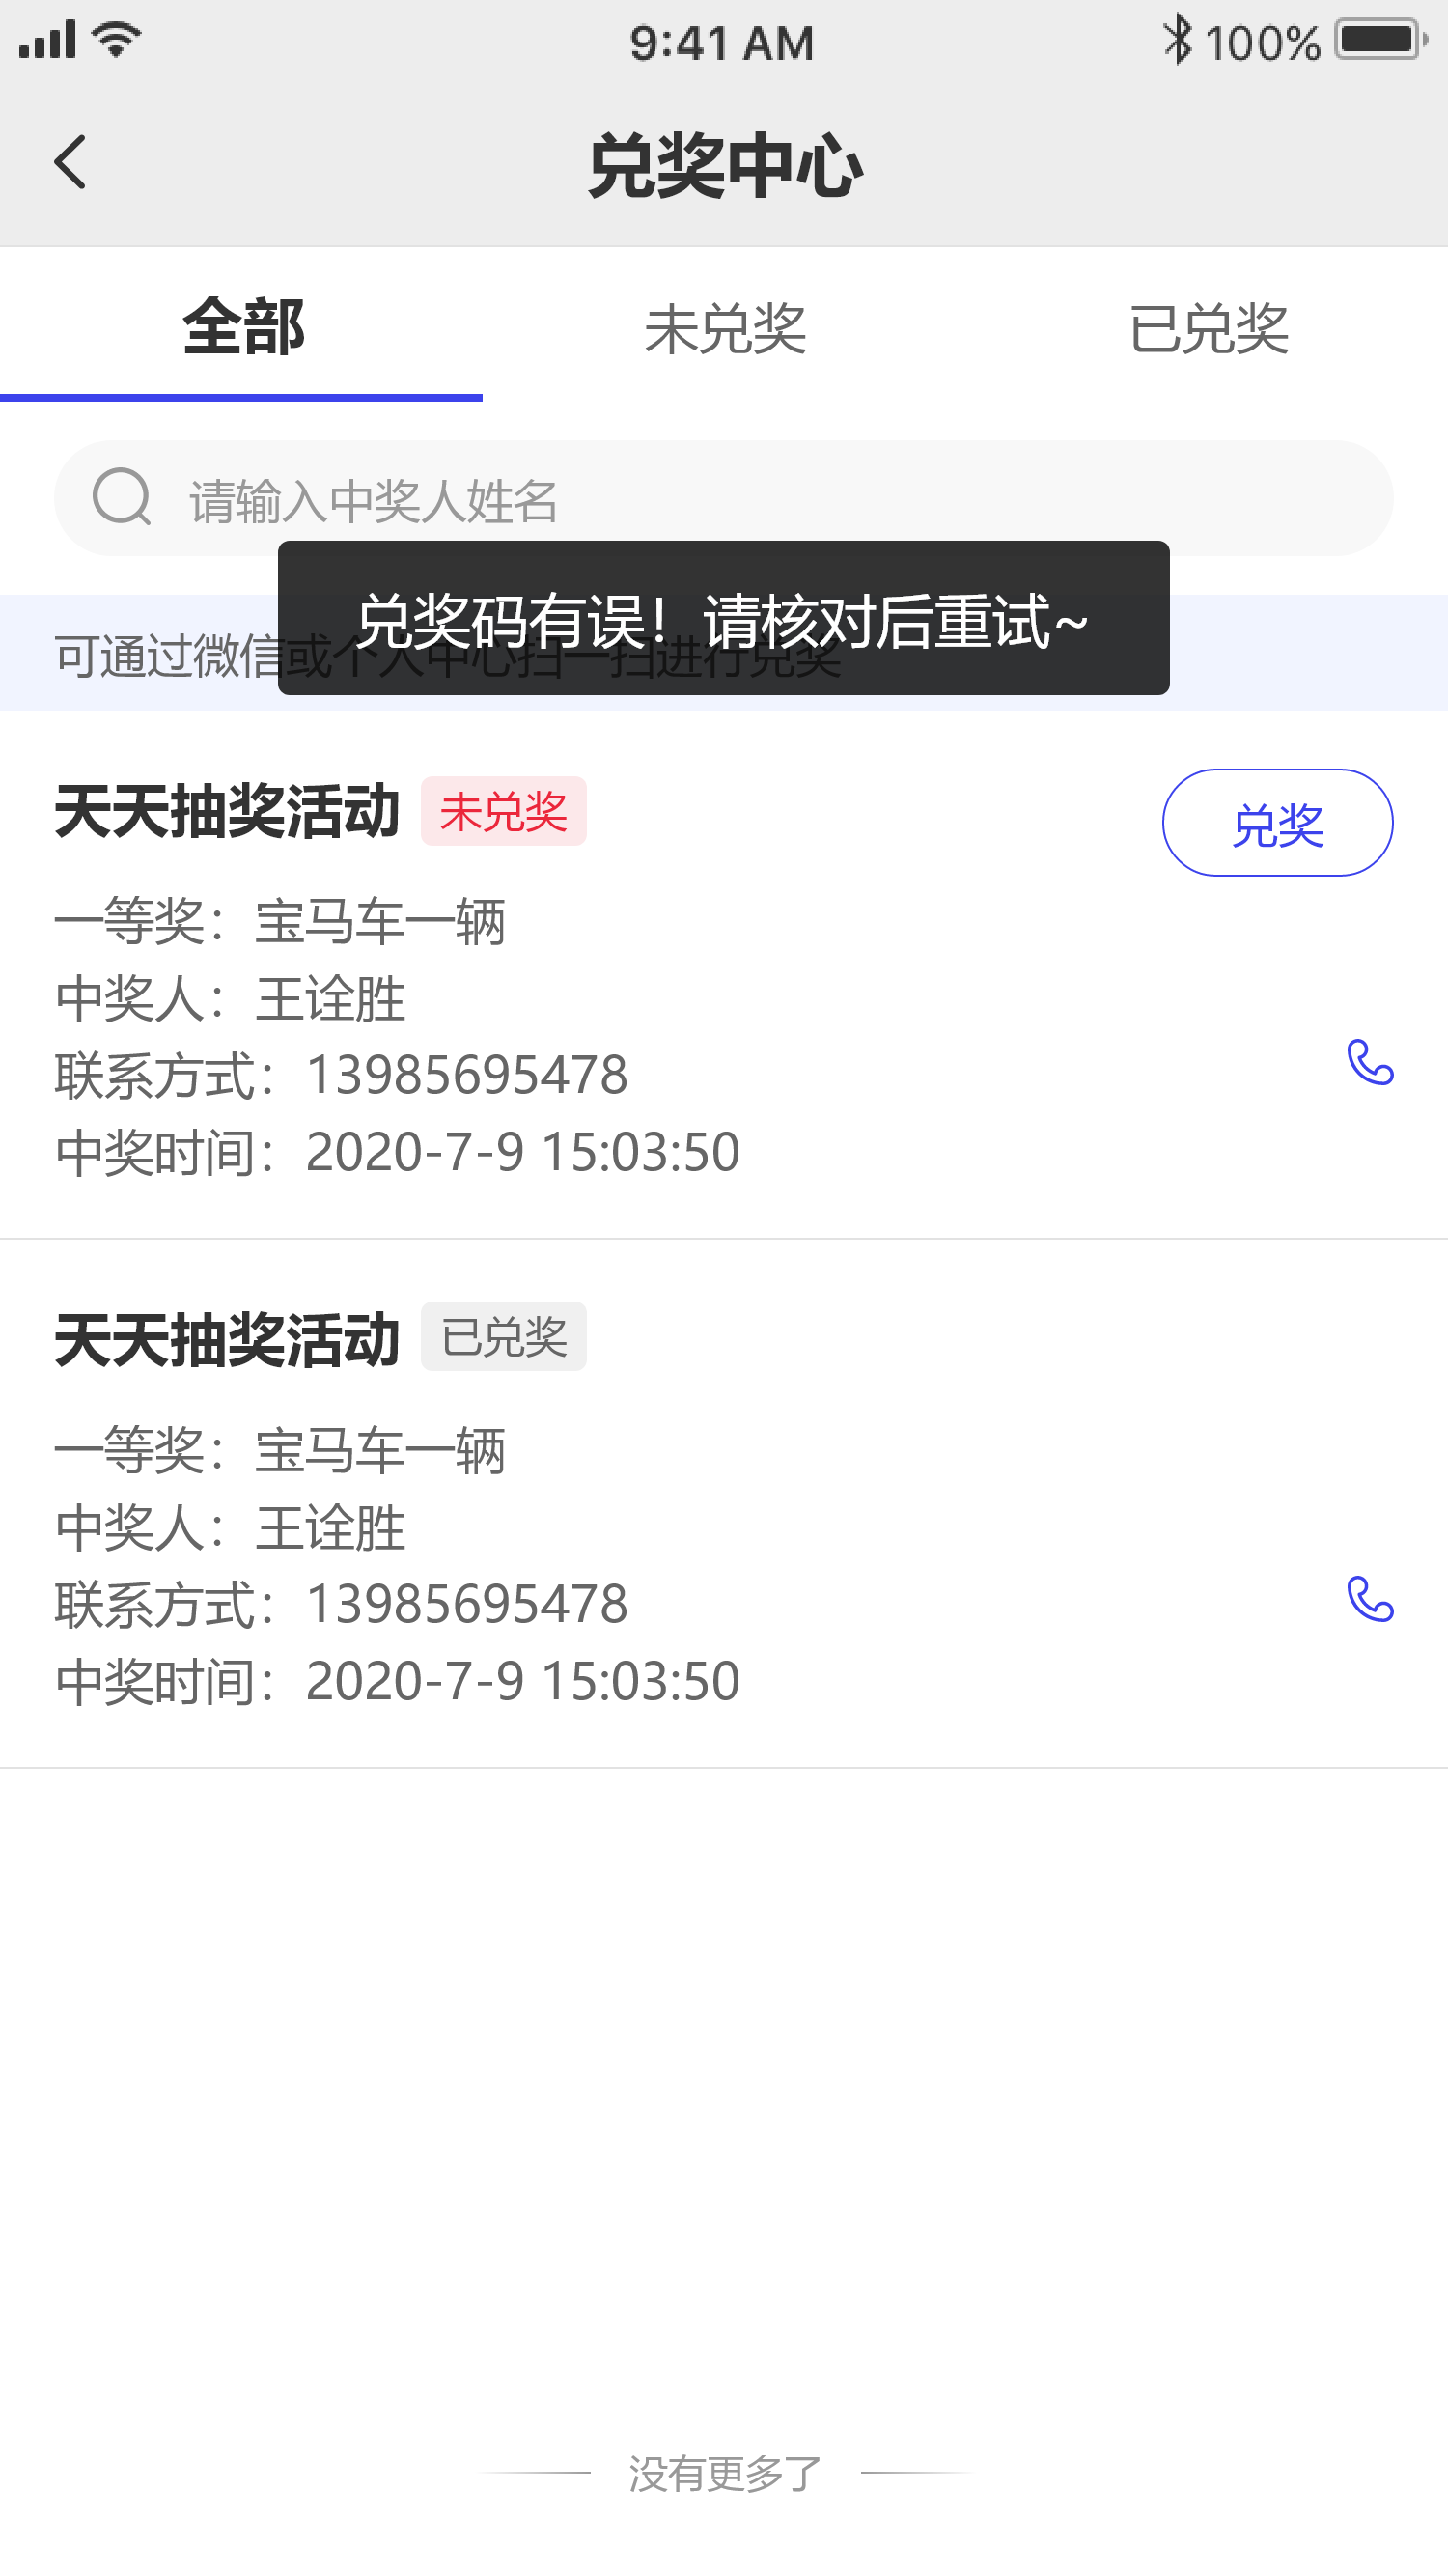 9:41 AM
100%
兑奖中心
全部
未兑奖
已兑奖
请输入中奖人姓名
兑奖码有误！请核对后重试~
可通过微信或个人中心扫一扫进行兑奖
天天抽奖活动
未兑奖
兑奖
一等奖：宝马车一辆
中奖人：王诠胜
联系方式：13985695478
中奖时间：2020-7-9 15:03:50
天天抽奖活动
已兑奖
一等奖：宝马车一辆
中奖人：王诠胜
联系方式：13985695478
中奖时间：2020-7-9 15:03:50
没有更多了